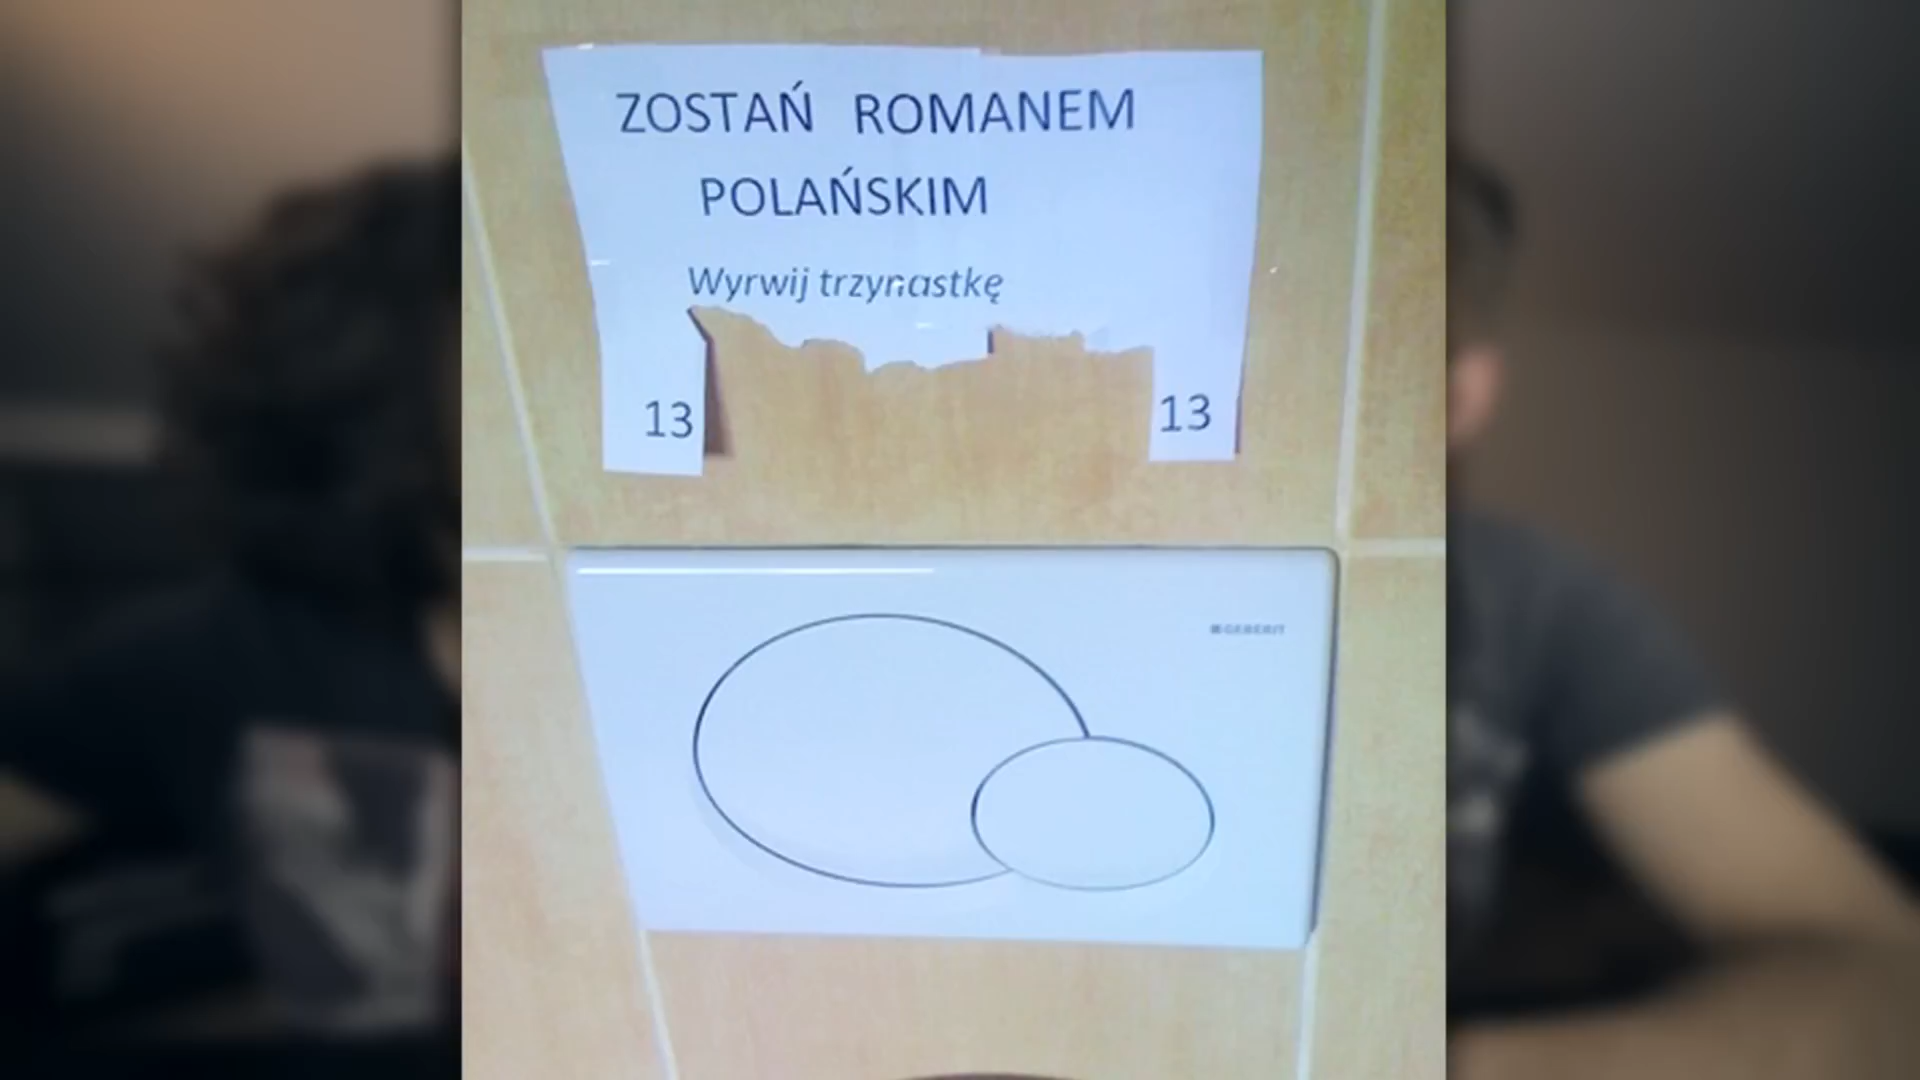 ZOSTAŃ ROMANEM
POLAŃSKIM
Wyrwij trzynastkę
13 13
GEBERIT